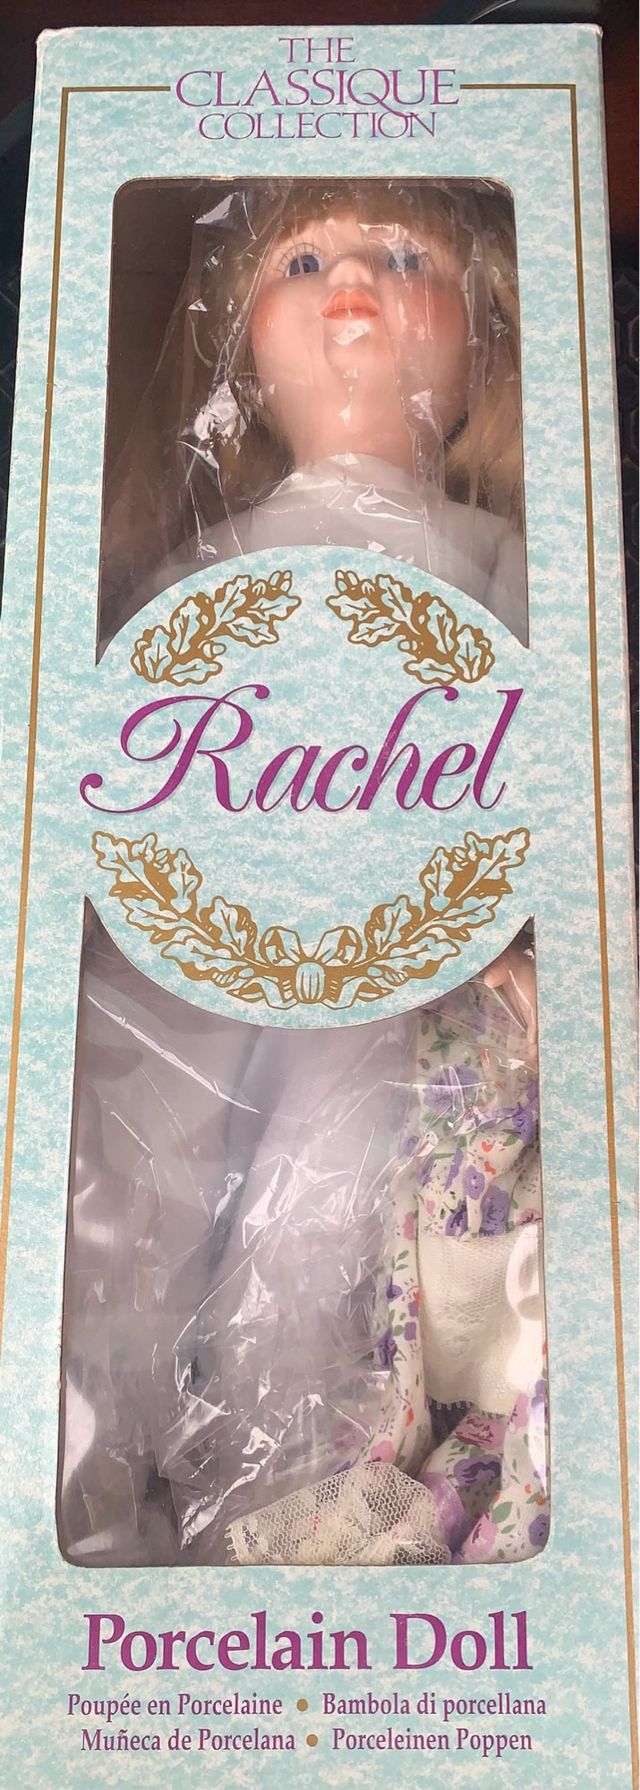 THE
CLASSIQUE
COLLECTION
Rachel
Porcelain Doll
Poupée en Porcelaine • Bambola di porcellana
Muñeca de Porcelana • Porceleinen Poppen